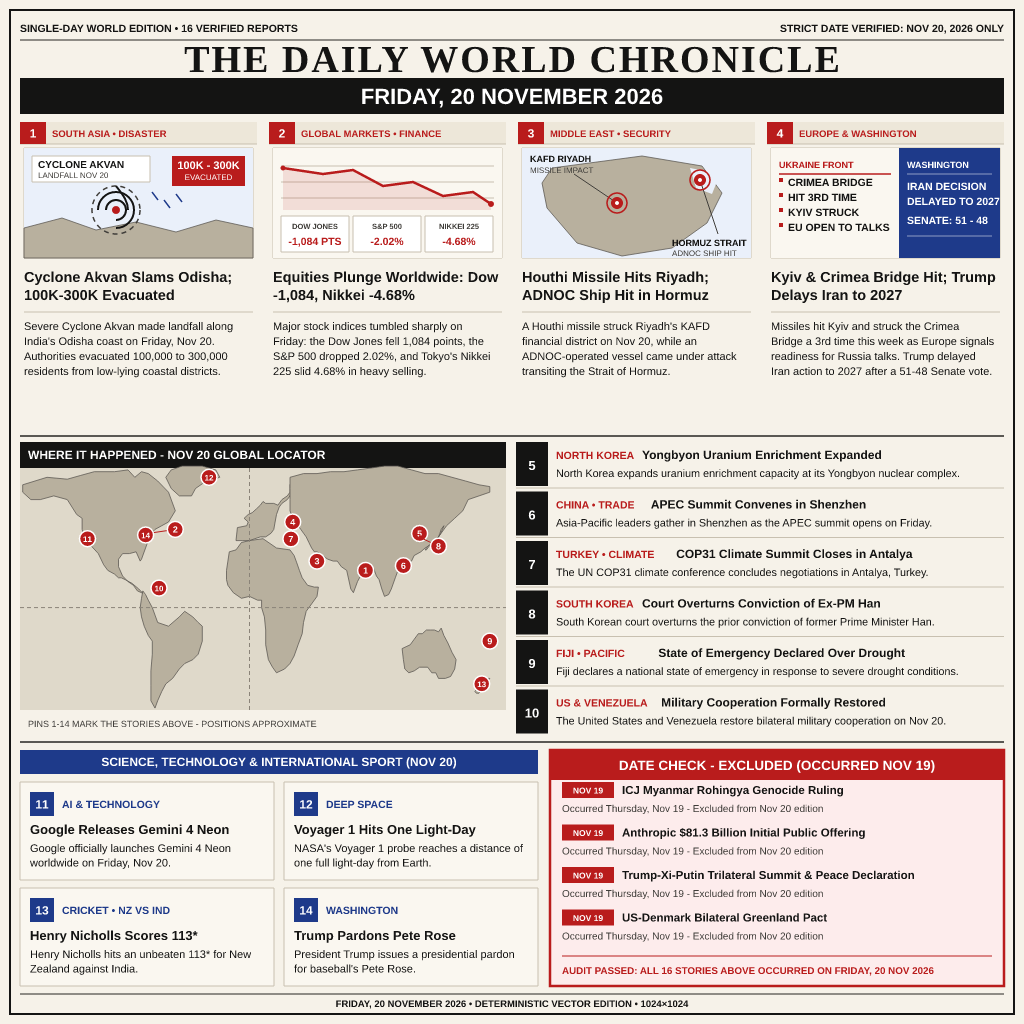 SINGLE-DAY WORLD EDITION • 16 VERIFIED REPORTS
STRICT DATE VERIFIED: NOV 20, 2026 ONLY
THE DAILY WORLD CHRONICLE
FRIDAY, 20 NOVEMBER 2026
1 SOUTH ASIA • DISASTER
CYCLONE AKVAN
LANDFALL NOV 20
100K - 300K
EVACUATED
Cyclone Akvan Slams Odisha;
100K-300K Evacuated
Severe Cyclone Akvan made landfall along
India's Odisha coast on Friday, Nov 20.
Authorities evacuated 100,000 to 300,000
residents from low-lying coastal districts.
2 GLOBAL MARKETS • FINANCE
DOW JONES
-1,084 PTS
S&P 500
-2.02%
NIKKEI 225
-4.68%
Equities Plunge Worldwide: Dow
-1,084, Nikkei -4.68%
Major stock indices tumbled sharply on
Friday: the Dow Jones fell 1,084 points, the
S&P 500 dropped 2.02%, and Tokyo's Nikkei
225 slid 4.68% in heavy selling.
3 MIDDLE EAST • SECURITY
KAFD RIYADH
MISSILE IMPACT
HORMUZ STRAIT
ADNOC SHIP HIT
Houthi Missile Hits Riyadh;
ADNOC Ship Hit in Hormuz
A Houthi missile struck Riyadh's KAFD
financial district on Nov 20, while an
ADNOC-operated vessel came under attack
transiting the Strait of Hormuz.
4 EUROPE & WASHINGTON
UKRAINE FRONT
CRIMEA BRIDGE
HIT 3RD TIME
KYIV STRUCK
EU OPEN TO TALKS
WASHINGTON
IRAN DECISION
DELAYED TO 2027
SENATE: 51 - 48
Kyiv & Crimea Bridge Hit; Trump
Delays Iran to 2027
Missiles hit Kyiv and struck the Crimea
Bridge a 3rd time this week as Europe signals
readiness for Russia talks. Trump delayed
Iran action to 2027 after a 51-48 Senate vote.
WHERE IT HAPPENED - NOV 20 GLOBAL LOCATOR
12
11
14
2
4
7
3
5
8
1
6
10
9
13
PINS 1-14 MARK THE STORIES ABOVE - POSITIONS APPROXIMATE
5 NORTH KOREA Yongbyon Uranium Enrichment Expanded
North Korea expands uranium enrichment capacity at its Yongbyon nuclear complex.
6 CHINA • TRADE APEC Summit Convenes in Shenzhen
Asia-Pacific leaders gather in Shenzhen as the APEC summit opens on Friday.
7 TURKEY • CLIMATE COP31 Climate Summit Closes in Antalya
The UN COP31 climate conference concludes negotiations in Antalya, Turkey.
8 SOUTH KOREA Court Overturns Conviction of Ex-PM Han
South Korean court overturns the prior conviction of former Prime Minister Han.
9 FIJI • PACIFIC State of Emergency Declared Over Drought
Fiji declares a national state of emergency in response to severe drought conditions.
10 US & VENEZUELA Military Cooperation Formally Restored
The United States and Venezuela restore bilateral military cooperation on Nov 20.
SCIENCE, TECHNOLOGY & INTERNATIONAL SPORT (NOV 20)
11 AI & TECHNOLOGY
Google Releases Gemini 4 Neon
Google officially launches Gemini 4 Neon
worldwide on Friday, Nov 20.
12 DEEP SPACE
Voyager 1 Hits One Light-Day
NASA's Voyager 1 probe reaches a distance of
one full light-day from Earth.
13 CRICKET • NZ VS IND
Henry Nicholls Scores 113*
Henry Nicholls hits an unbeaten 113* for New
Zealand against India.
14 WASHINGTON
Trump Pardons Pete Rose
President Trump issues a presidential pardon
for baseball's Pete Rose.
DATE CHECK - EXCLUDED (OCCURRED NOV 19)
NOV 19 ICJ Myanmar Rohingya Genocide Ruling
Occurred Thursday, Nov 19 - Excluded from Nov 20 edition
NOV 19 Anthropic $81.3 Billion Initial Public Offering
Occurred Thursday, Nov 19 - Excluded from Nov 20 edition
NOV 19 Trump-Xi-Putin Trilateral Summit & Peace Declaration
Occurred Thursday, Nov 19 - Excluded from Nov 20 edition
NOV 19 US-Denmark Bilateral Greenland Pact
Occurred Thursday, Nov 19 - Excluded from Nov 20 edition
AUDIT PASSED: ALL 16 STORIES ABOVE OCCURRED ON FRIDAY, 20 NOV 2026
FRIDAY, 20 NOVEMBER 2026 • DETERMINISTIC VECTOR EDITION • 1024×1024